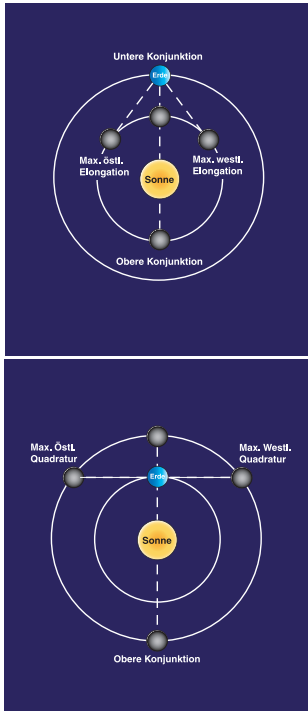 Untere Konjunktion
Erde
Max. östl.
Elongation
Max. westl.
Elongation
Sonne
Obere Konjunktion
Max. Östl.
Quadratur
Max. Westl.
Quadratur
Erde
Sonne
Obere Konjunktion